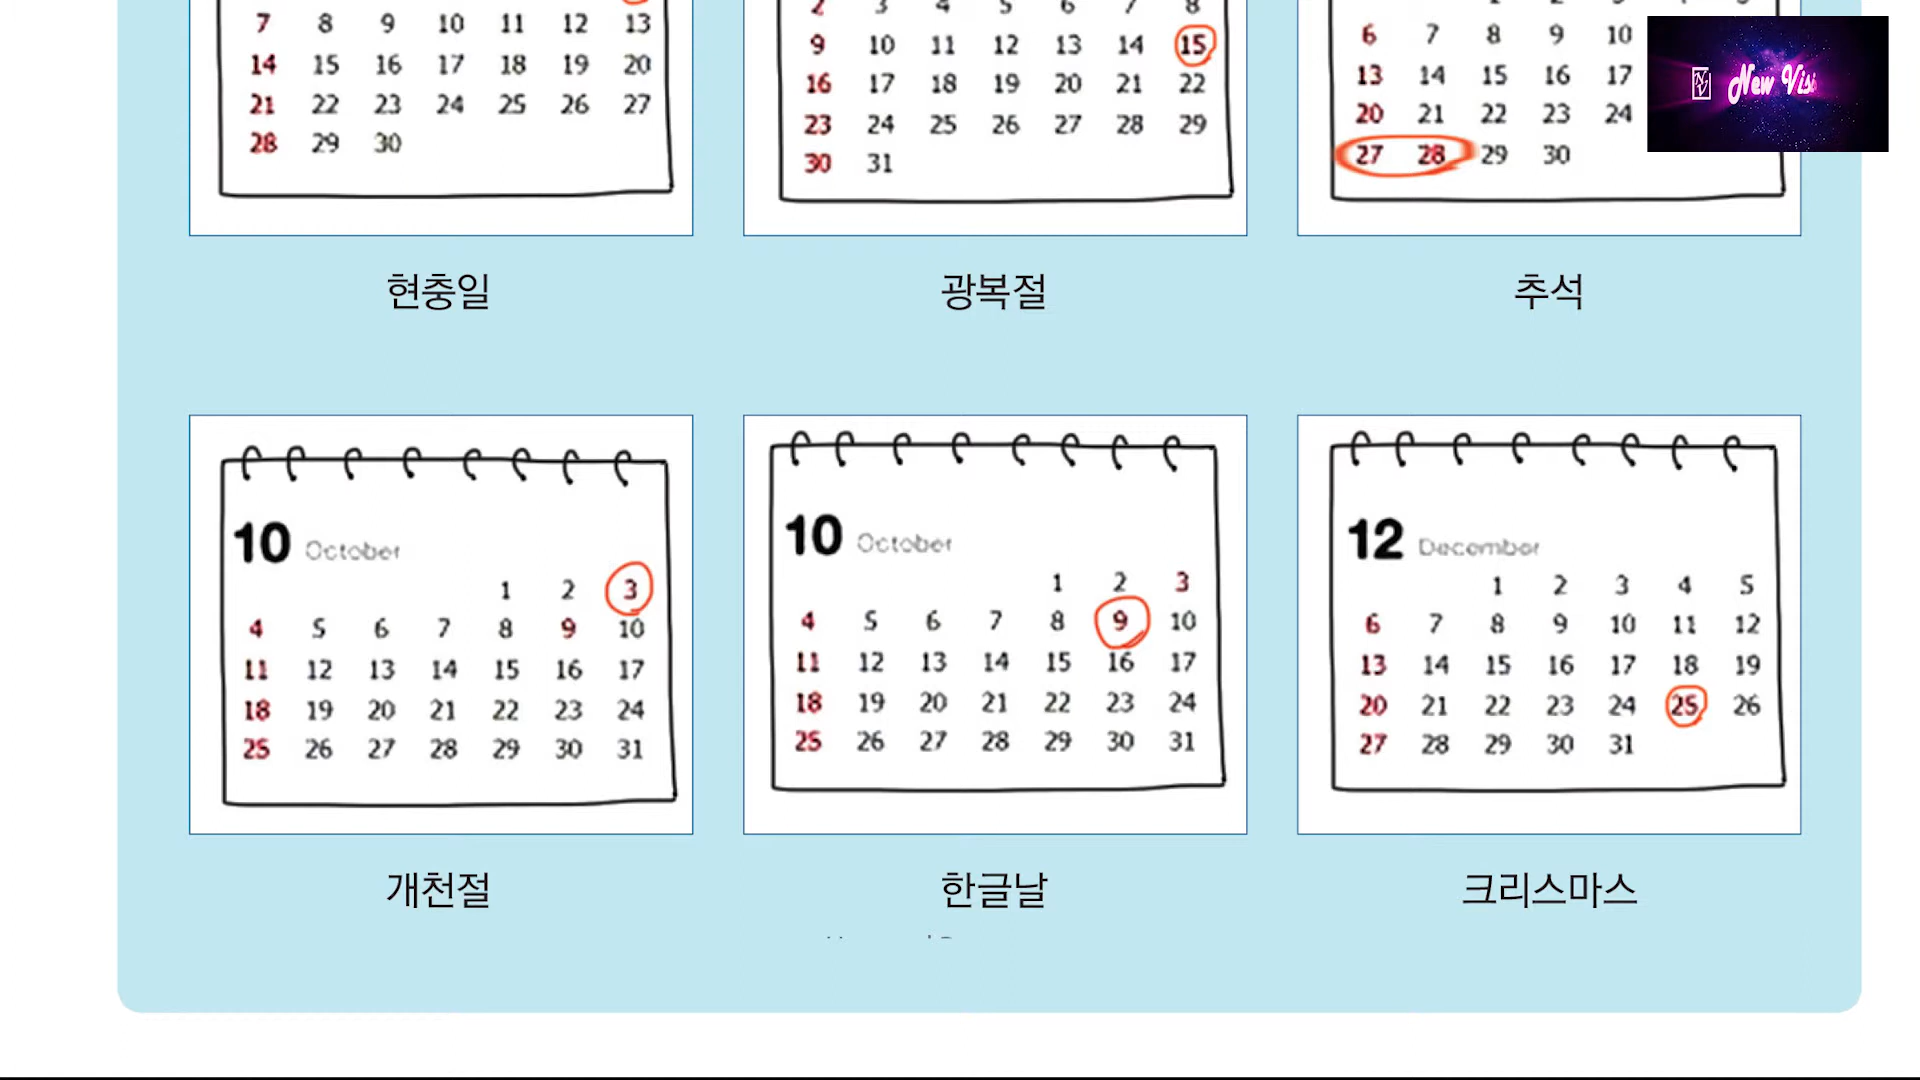 7 8 9 10 11 12 13
14 15 16 17 18 19 20
21 22 23 24 25 26 27
28 29 30
현충일
2 3 4 5 6 7 8
9 10 11 12 13 14 15
16 17 18 19 20 21 22
23 24 25 26 27 28 29
30 31
광복절
6 7 8 9 10
13 14 15 16 17
20 21 22 23 24
27 28 29 30
추석
New Vis
10 October
1 2 3
4 5 6 7 8 9 10
11 12 13 14 15 16 17
18 19 20 21 22 23 24
25 26 27 28 29 30 31
개천절
10 October
1 2 3
4 5 6 7 8 9 10
11 12 13 14 15 16 17
18 19 20 21 22 23 24
25 26 27 28 29 30 31
한글날
12 December
1 2 3 4 5
6 7 8 9 10 11 12
13 14 15 16 17 18 19
20 21 22 23 24 25 26
27 28 29 30 31
크리스마스